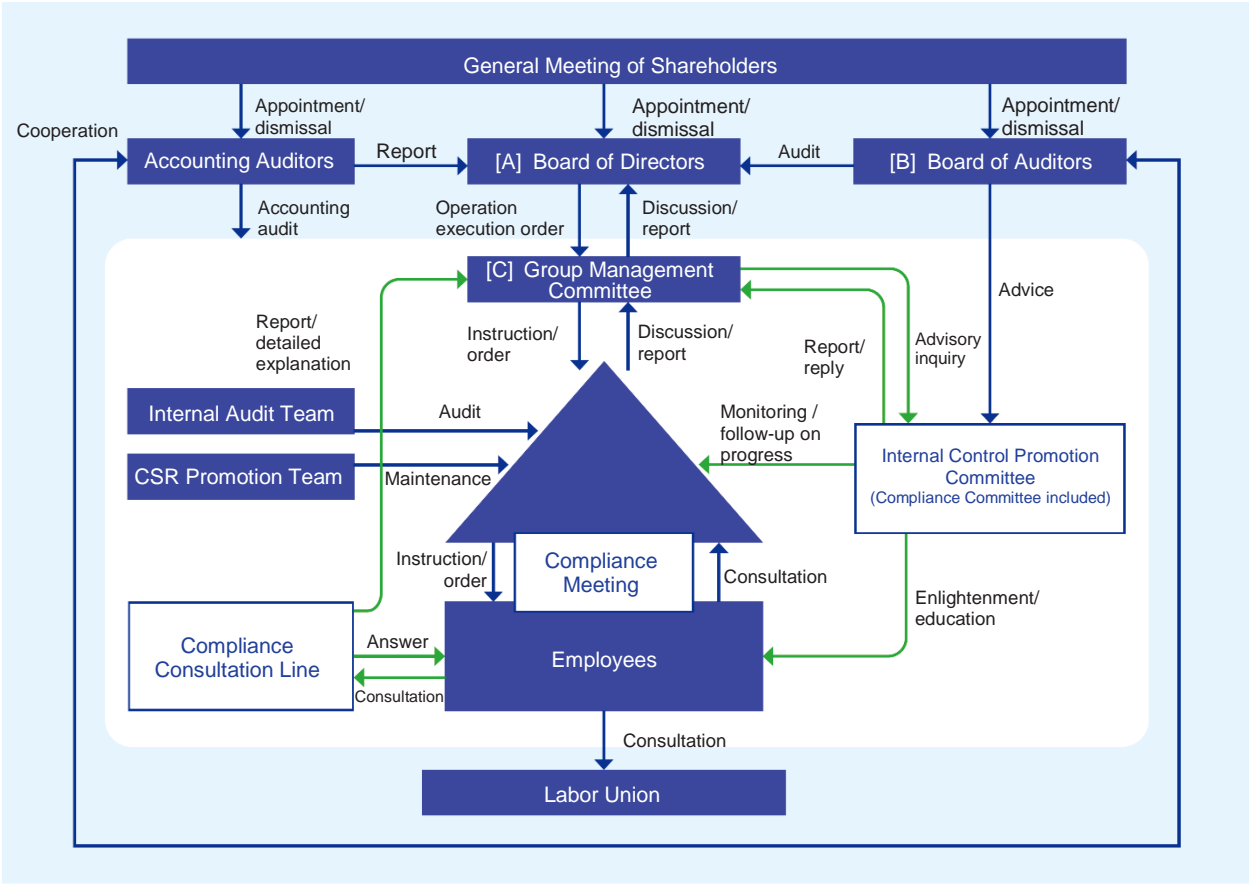 General Meeting of Shareholders
Cooperation
Appointment/
dismissal
Appointment/
dismissal
Appointment/
dismissal
Accounting Auditors
Report
[A] Board of Directors
Audit
[B] Board of Auditors
Accounting
audit
Operation
execution order
Discussion/
report
[C] Group Management
Committee
Advice
Report/
detailed
explanation
Instruction/
order
Discussion/
report
Report/
reply
Advisory
inquiry
Internal Audit Team
Audit
Monitoring /
follow-up on
progress
CSR Promotion Team
Maintenance
Internal Control Promotion
Committee
(Compliance Committee included)
Instruction/
order
Compliance
Meeting
Consultation
Enlightenment/
education
Compliance
Consultation Line
Answer
Consultation
Employees
Consultation
Labor Union